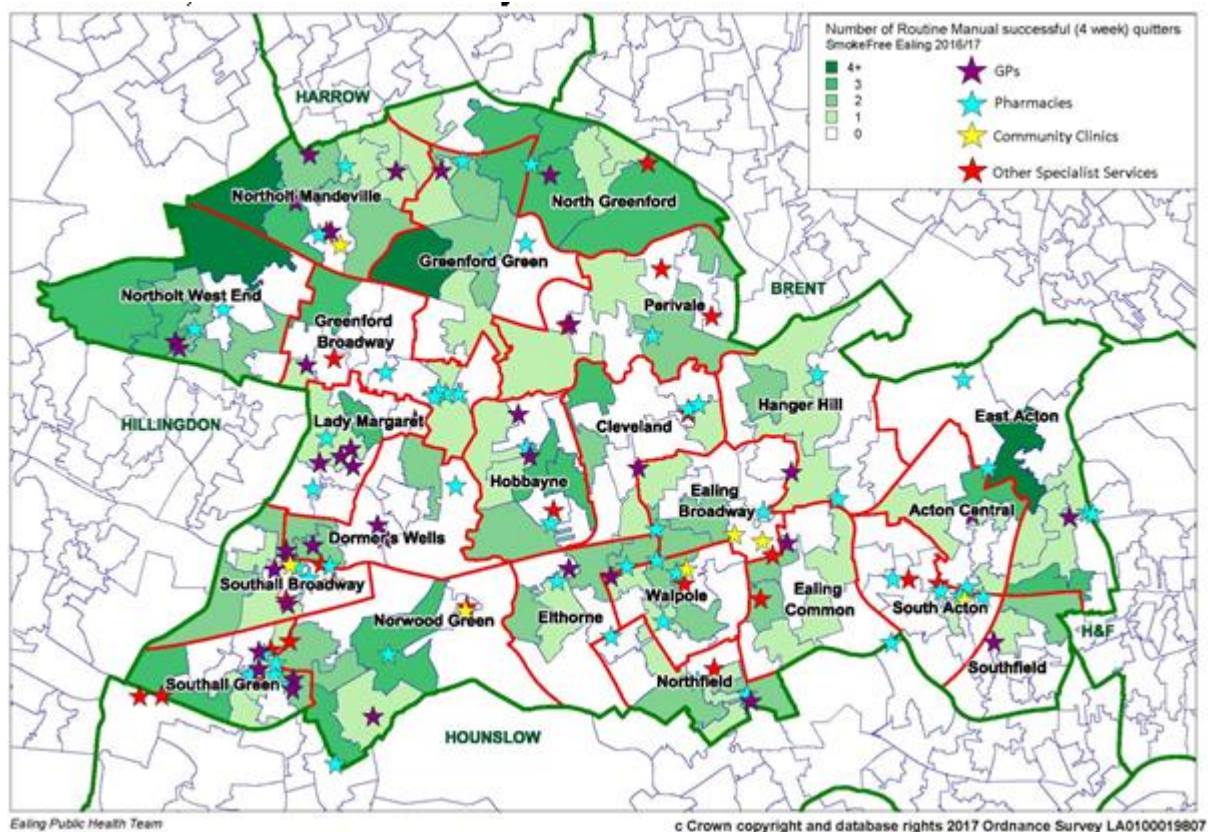 Number of Routine Manual successful (4 week) quitters
SmokeFree Ealing 2016/17
4+
3
2
1
0
GPs
Pharmacies
Community Clinics
Other Specialist Services
HARROW
Northolt Mandeville
North Greenford
Greenford Green
BRENT
Northolt West End
Perivale
Greenford
Broadway
HILLINGDON
Lady Margaret
Cleveland
Hanger Hill
East Acton
Hobbayne
Ealing
Broadway
Acton Central
Dormer's Wells
Southall Broadway
Norwood Green
Elthorne
Walpole
Ealing
Common
South Acton
H&F
Southall Green
Northfield
Southfield
HOUNSLOW
Ealing Public Health Team
c Crown copyright and database rights 2017 Ordnance Survey LA0100019807